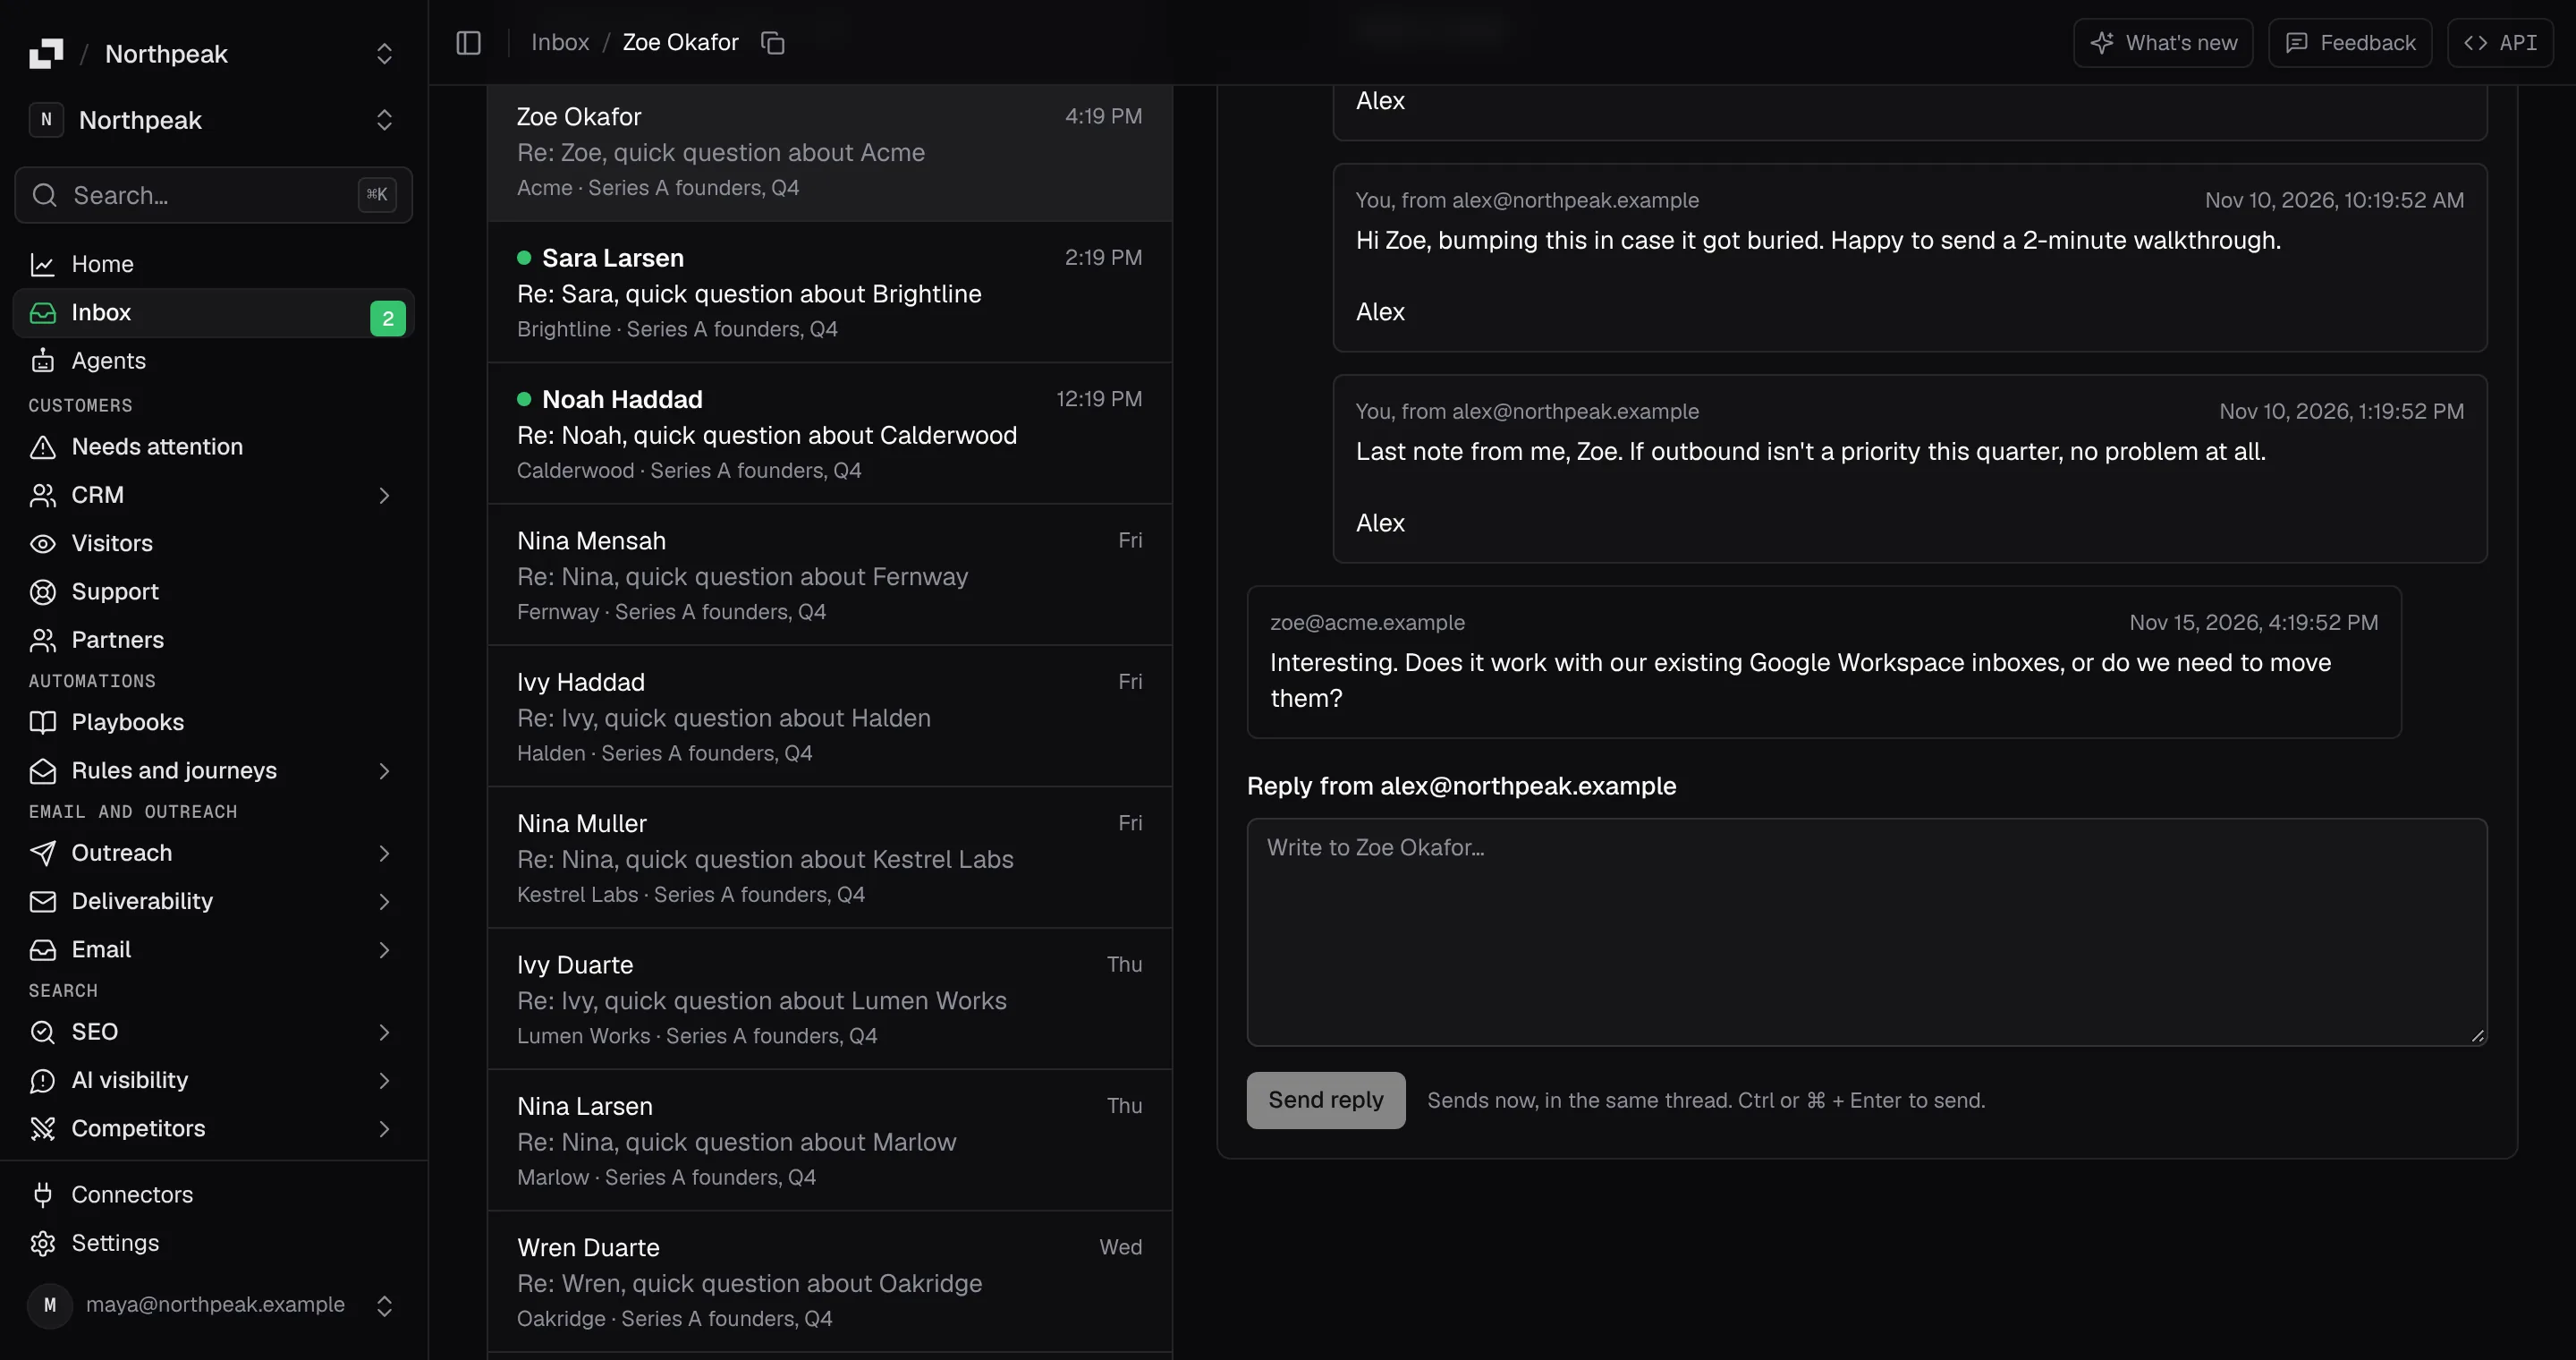 / Northpeak
N Northpeak
Search... ⌘K
Home
Inbox 2
Agents
CUSTOMERS
Needs attention
CRM
Visitors
Support
Partners
AUTOMATIONS
Playbooks
Rules and journeys
EMAIL AND OUTREACH
Outreach
Deliverability
Email
SEARCH
SEO
AI visibility
Competitors
Connectors
Settings
M maya@northpeak.example
Inbox / Zoe Okafor
What's new
Feedback
API
Zoe Okafor 4:19 PM
Re: Zoe, quick question about Acme
Acme · Series A founders, Q4
Sara Larsen 2:19 PM
Re: Sara, quick question about Brightline
Brightline · Series A founders, Q4
Noah Haddad 12:19 PM
Re: Noah, quick question about Calderwood
Calderwood · Series A founders, Q4
Nina Mensah Fri
Re: Nina, quick question about Fernway
Fernway · Series A founders, Q4
Ivy Haddad Fri
Re: Ivy, quick question about Halden
Halden · Series A founders, Q4
Nina Muller Fri
Re: Nina, quick question about Kestrel Labs
Kestrel Labs · Series A founders, Q4
Ivy Duarte Thu
Re: Ivy, quick question about Lumen Works
Lumen Works · Series A founders, Q4
Nina Larsen Thu
Re: Nina, quick question about Marlow
Marlow · Series A founders, Q4
Wren Duarte Wed
Re: Wren, quick question about Oakridge
Oakridge · Series A founders, Q4
Alex
You, from alex@northpeak.example Nov 10, 2026, 10:19:52 AM
Hi Zoe, bumping this in case it got buried. Happy to send a 2-minute walkthrough.
Alex
You, from alex@northpeak.example Nov 10, 2026, 1:19:52 PM
Last note from me, Zoe. If outbound isn't a priority this quarter, no problem at all.
Alex
zoe@acme.example Nov 15, 2026, 4:19:52 PM
Interesting. Does it work with our existing Google Workspace inboxes, or do we need to move
them?
Reply from alex@northpeak.example
Write to Zoe Okafor...
Send reply Sends now, in the same thread. Ctrl or ⌘ + Enter to send.